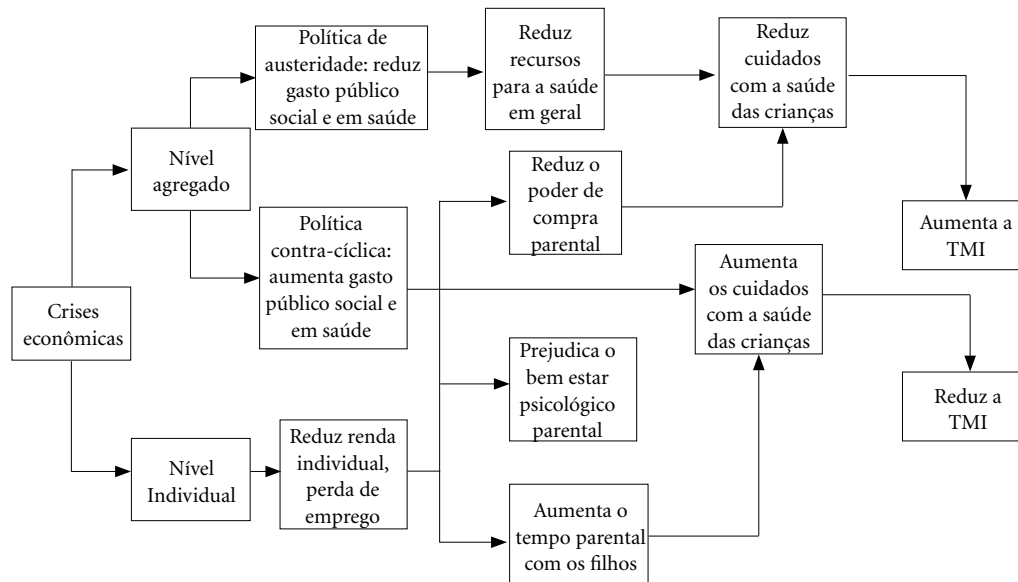 Política de
austeridade: reduz
gasto público
social e em saúde
Reduz
recursos
para a saúde
em geral
Reduz
cuidados
com a saúde
das crianças
Nível
agregado
Reduz o
poder de
compra
parental
Aumenta a
TMI
Política
contra-cíclica:
aumenta gasto
público social e
em saúde
Aumenta
os cuidados
com a saúde
das crianças
Crises
econômicas
Prejudica o
bem estar
psicológico
parental
Reduz a
TMI
Nível
Individual
Reduz renda
individual,
perda de
emprego
Aumenta o
tempo parental
com os filhos